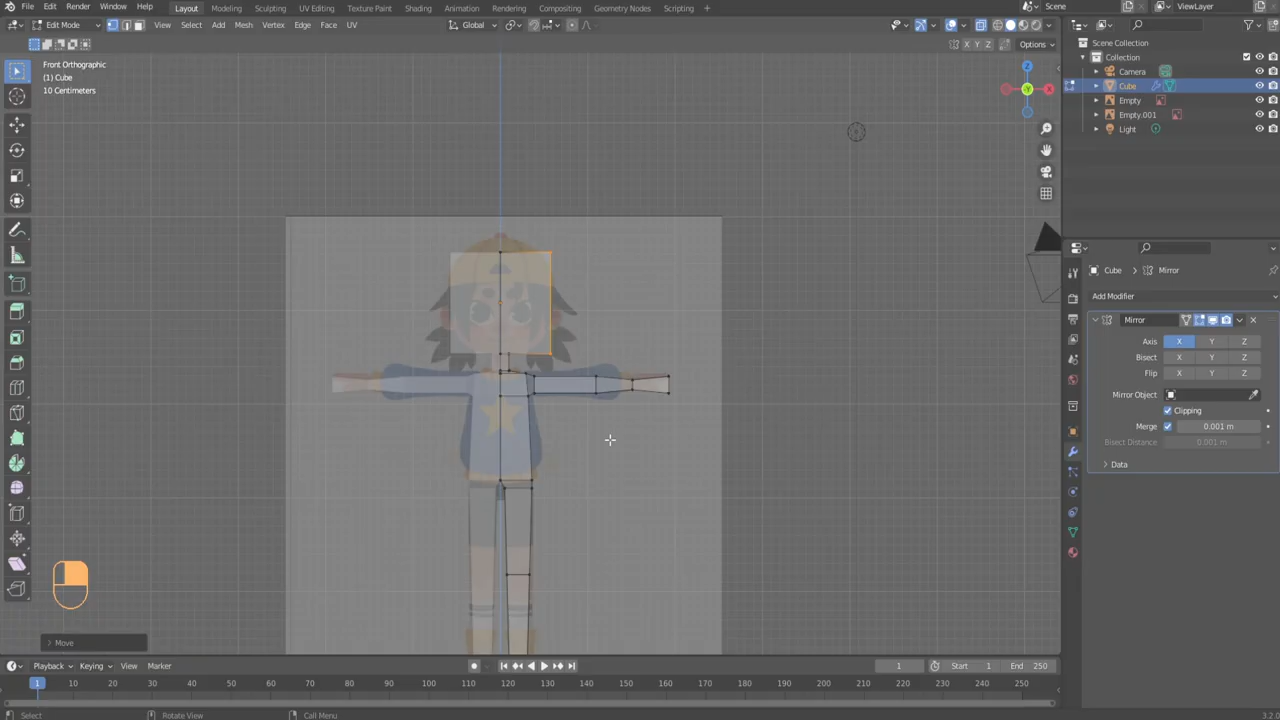 File Edit Render Window Help Layout Modeling Sculpting UV Editing Texture Paint Shading Animation Rendering Compositing Geometry Nodes Scripting Scene ViewLayer
Edit Mode View Select Add Mesh Vertex Edge Face UV Global
X Y Z Options
Scene Collection
Collection
Camera
Cube
Empty
Empty.001
Light
Front Orthographic
(1) Cube
10 Centimeters
Z
-Y
X
Cube Mirror
Add Modifier
Mirror
Axis X Y Z
Bisect X Y Z
Flip X Y Z
Mirror Object
Clipping
Merge 0.001 m
Bisect Distance 0.001 m
Data
Move
Playback Keying View Marker 1 Start 1 End 250
1 10 20 30 40 50 60 70 80 90 100 110 120 130 140 150 160 170 180 190 200 210 220 230 240 250
Select Rotate View Call Menu 3.2.0